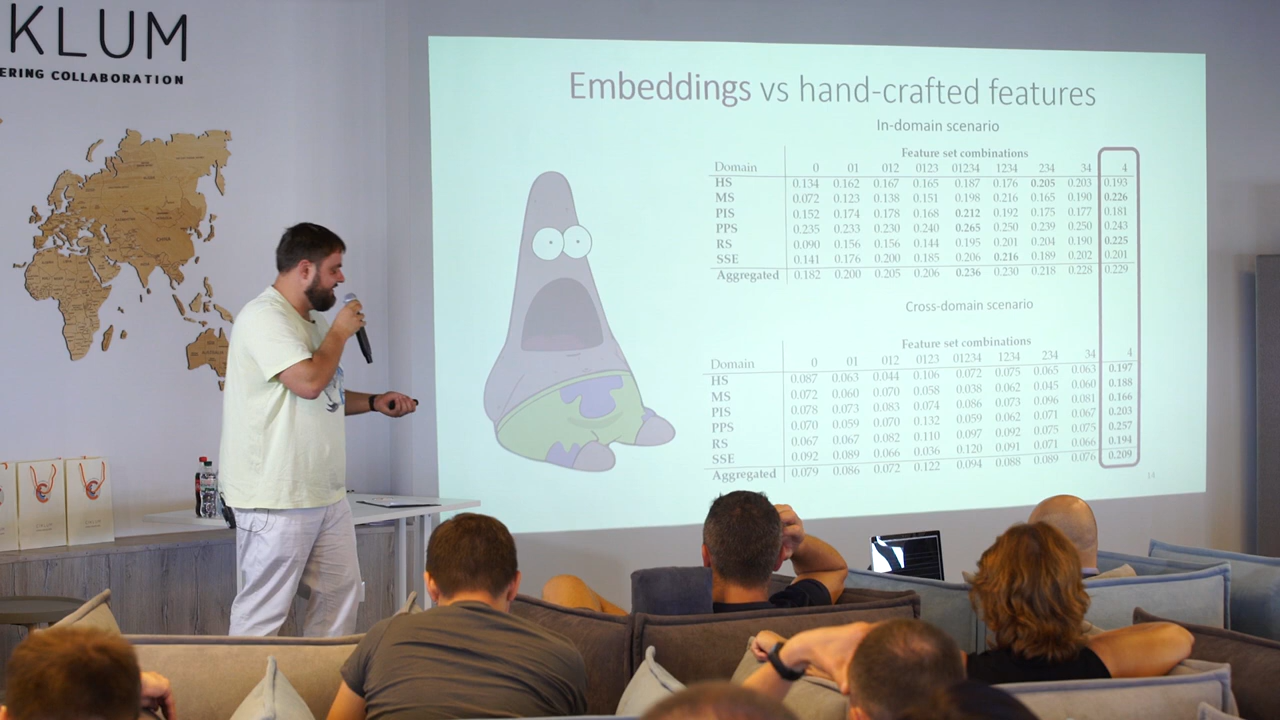 KLUM
ERING COLLABORATION
Embeddings vs hand-crafted features
In-domain scenario
Feature set combinations
Domain 0 01 012 0123 01234 1234 234 34 4
HS 0.134 0.162 0.167 0.165 0.187 0.176 0.205 0.203 0.193
MS 0.072 0.123 0.138 0.151 0.198 0.216 0.165 0.190 0.226
PIS 0.152 0.174 0.178 0.168 0.212 0.192 0.175 0.177 0.181
PPS 0.235 0.233 0.230 0.240 0.265 0.250 0.239 0.250 0.243
RS 0.090 0.156 0.156 0.144 0.195 0.201 0.204 0.190 0.225
SSE 0.141 0.176 0.200 0.185 0.206 0.216 0.189 0.202 0.201
Aggregated 0.182 0.200 0.205 0.206 0.236 0.230 0.218 0.228 0.229
Cross-domain scenario
Feature set combinations
Domain 0 01 012 0123 01234 1234 234 34 4
HS 0.087 0.063 0.044 0.106 0.072 0.075 0.065 0.063 0.197
MS 0.072 0.060 0.070 0.058 0.038 0.062 0.045 0.060 0.188
PIS 0.078 0.073 0.083 0.074 0.086 0.073 0.096 0.081 0.166
PPS 0.070 0.059 0.070 0.132 0.059 0.062 0.071 0.067 0.203
RS 0.067 0.067 0.082 0.110 0.097 0.092 0.075 0.075 0.257
SSE 0.092 0.089 0.066 0.036 0.120 0.091 0.071 0.066 0.194
Aggregated 0.079 0.086 0.072 0.122 0.094 0.088 0.089 0.076 0.209
14